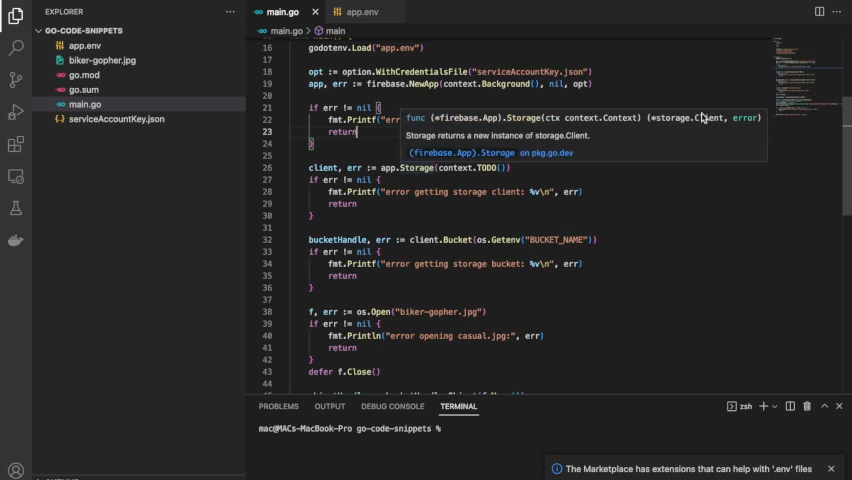 EXPLORER
main.go
app.env
GO-CODE-SNIPPETS
main.go > main
app.env
biker-gopher.jpg
go.mod
go.sum
main.go
serviceAccountKey.json
16 godotenv.Load("app.env")
17
18 opt := option.WithCredentialsFile("serviceAccountKey.json")
19 app, err := firebase.NewApp(context.Background(), nil, opt)
20
21 if err != nil {
22 fmt.Printf("er
func (*firebase.App).Storage(ctx context.Context) (*storage.Client, error)
23 return
Storage returns a new instance of storage.Client.
24 }
(firebase.App).Storage on pkg.go.dev
26 client, err := app.Storage(context.TODO())
27 if err != nil {
28 fmt.Printf("error getting storage client: %v\n", err)
29 return
30 }
31
32 bucketHandle, err := client.Bucket(os.Getenv("BUCKET_NAME"))
33 if err != nil {
34 fmt.Printf("error getting storage bucket: %v\n", err)
35 return
36 }
37
38 f, err := os.Open("biker-gopher.jpg")
39 if err != nil {
40 fmt.Println("error opening casual.jpg:", err)
41 return
42 }
43 defer f.Close()
44
PROBLEMS OUTPUT DEBUG CONSOLE TERMINAL
zsh
mac@MACs-MacBook-Pro go-code-snippets %
The Marketplace has extensions that can help with '.env' files